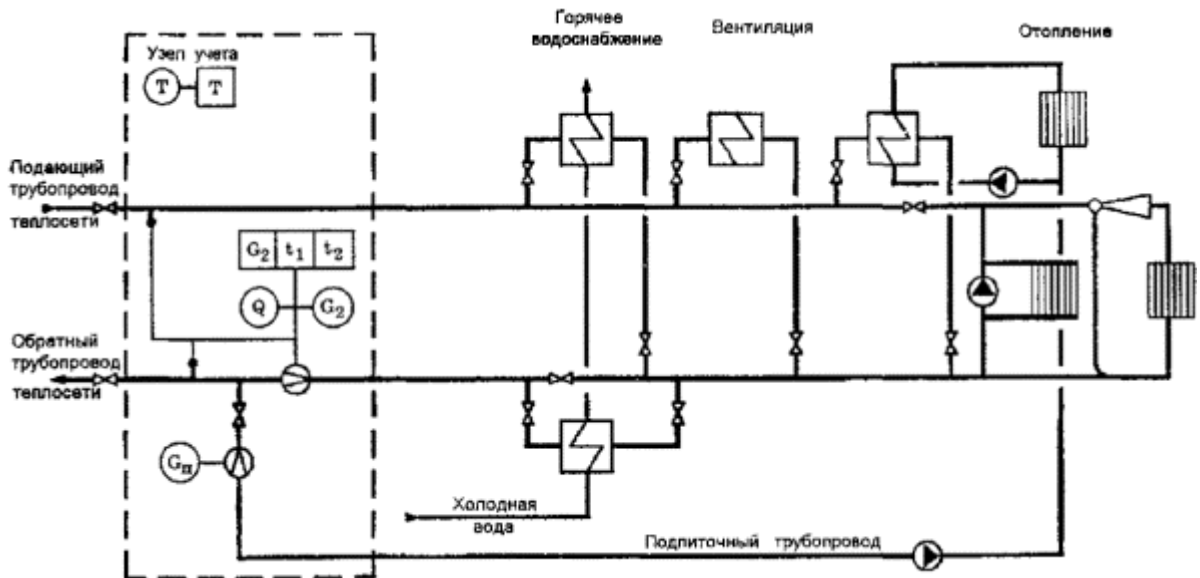 Горячее
водоснабжение
Вентиляция
Отопление
Узел учета
T T
Подающий
трубопровод
теплосети
G2 t1 t2
Q G2
Обратный
трубопровод
теплосети
Gп
Холодная
вода
Подпиточный трубопровод